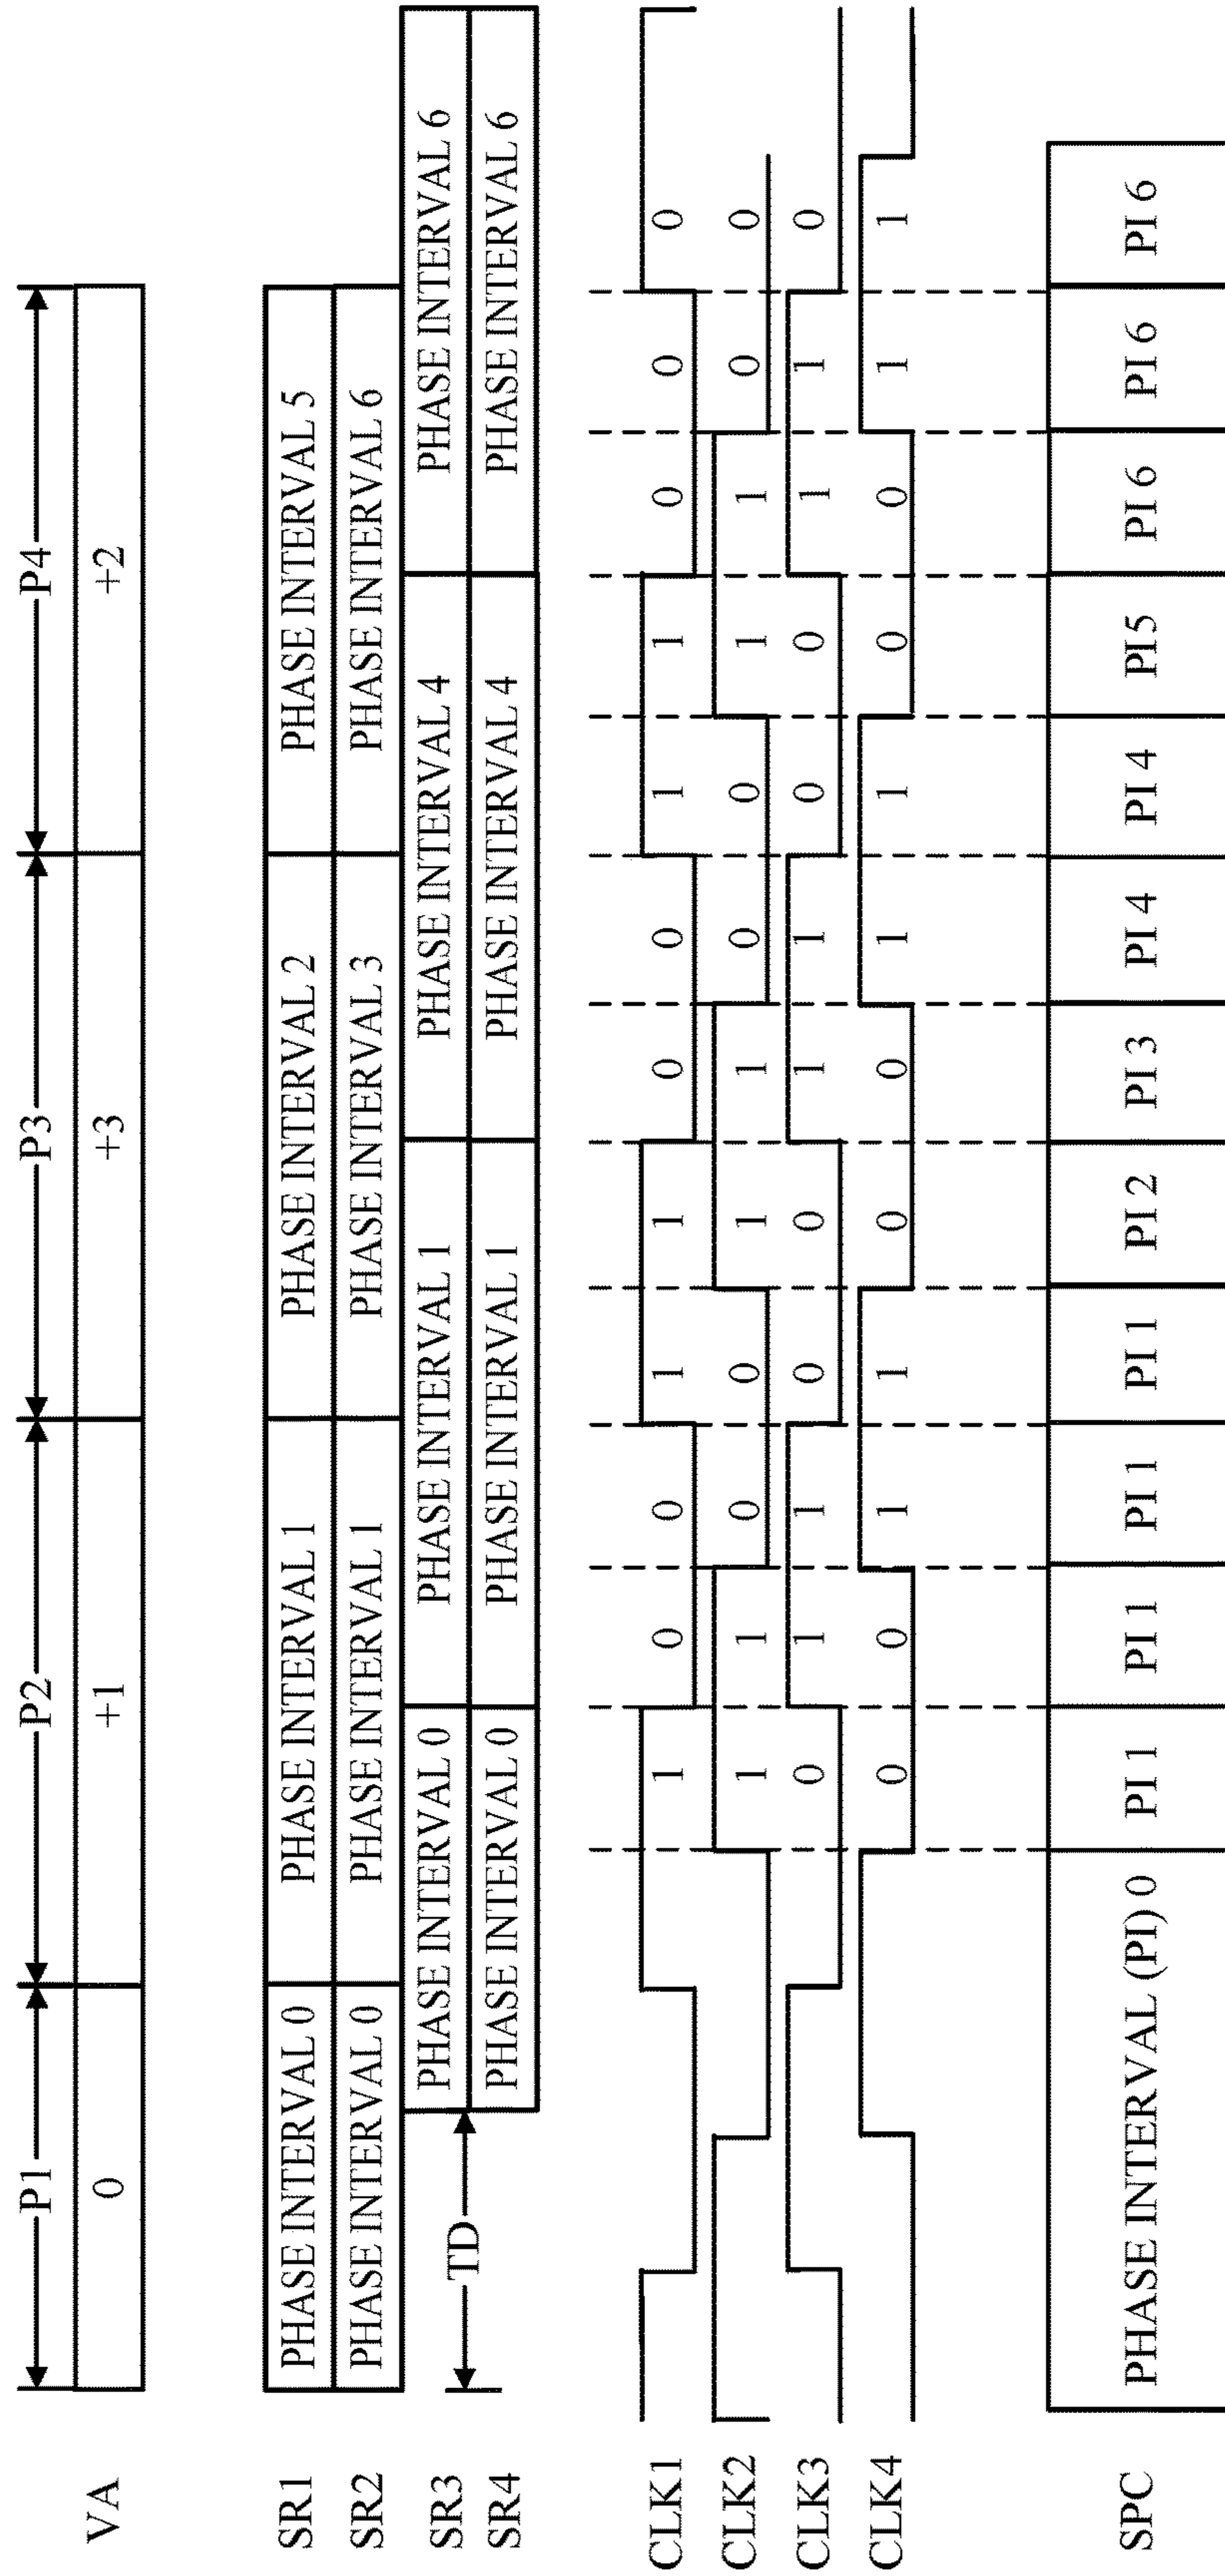 P1 P2 P3 P4
VA 0 +1 +3 +2
SR1 PHASE INTERVAL 0 PHASE INTERVAL 1 PHASE INTERVAL 2 PHASE INTERVAL 5
SR2 PHASE INTERVAL 0 PHASE INTERVAL 1 PHASE INTERVAL 3 PHASE INTERVAL 6
SR3 TD PHASE INTERVAL 0 PHASE INTERVAL 1 PHASE INTERVAL 4 PHASE INTERVAL 6
SR4 PHASE INTERVAL 0 PHASE INTERVAL 1 PHASE INTERVAL 4 PHASE INTERVAL 6
CLK1 1 0 0 1 1 0 0 1 1 0 0 0
CLK2 1 1 0 0 1 1 0 0 1 1 0 0
CLK3 0 1 1 0 0 1 1 0 0 1 1 0
CLK4 0 0 1 1 0 0 1 1 0 0 1 1
SPC PHASE INTERVAL (PI) 0 PI 1 PI 1 PI 1 PI 1 PI 2 PI 3 PI 4 PI 4 PI 5 PI 6 PI 6 PI 6